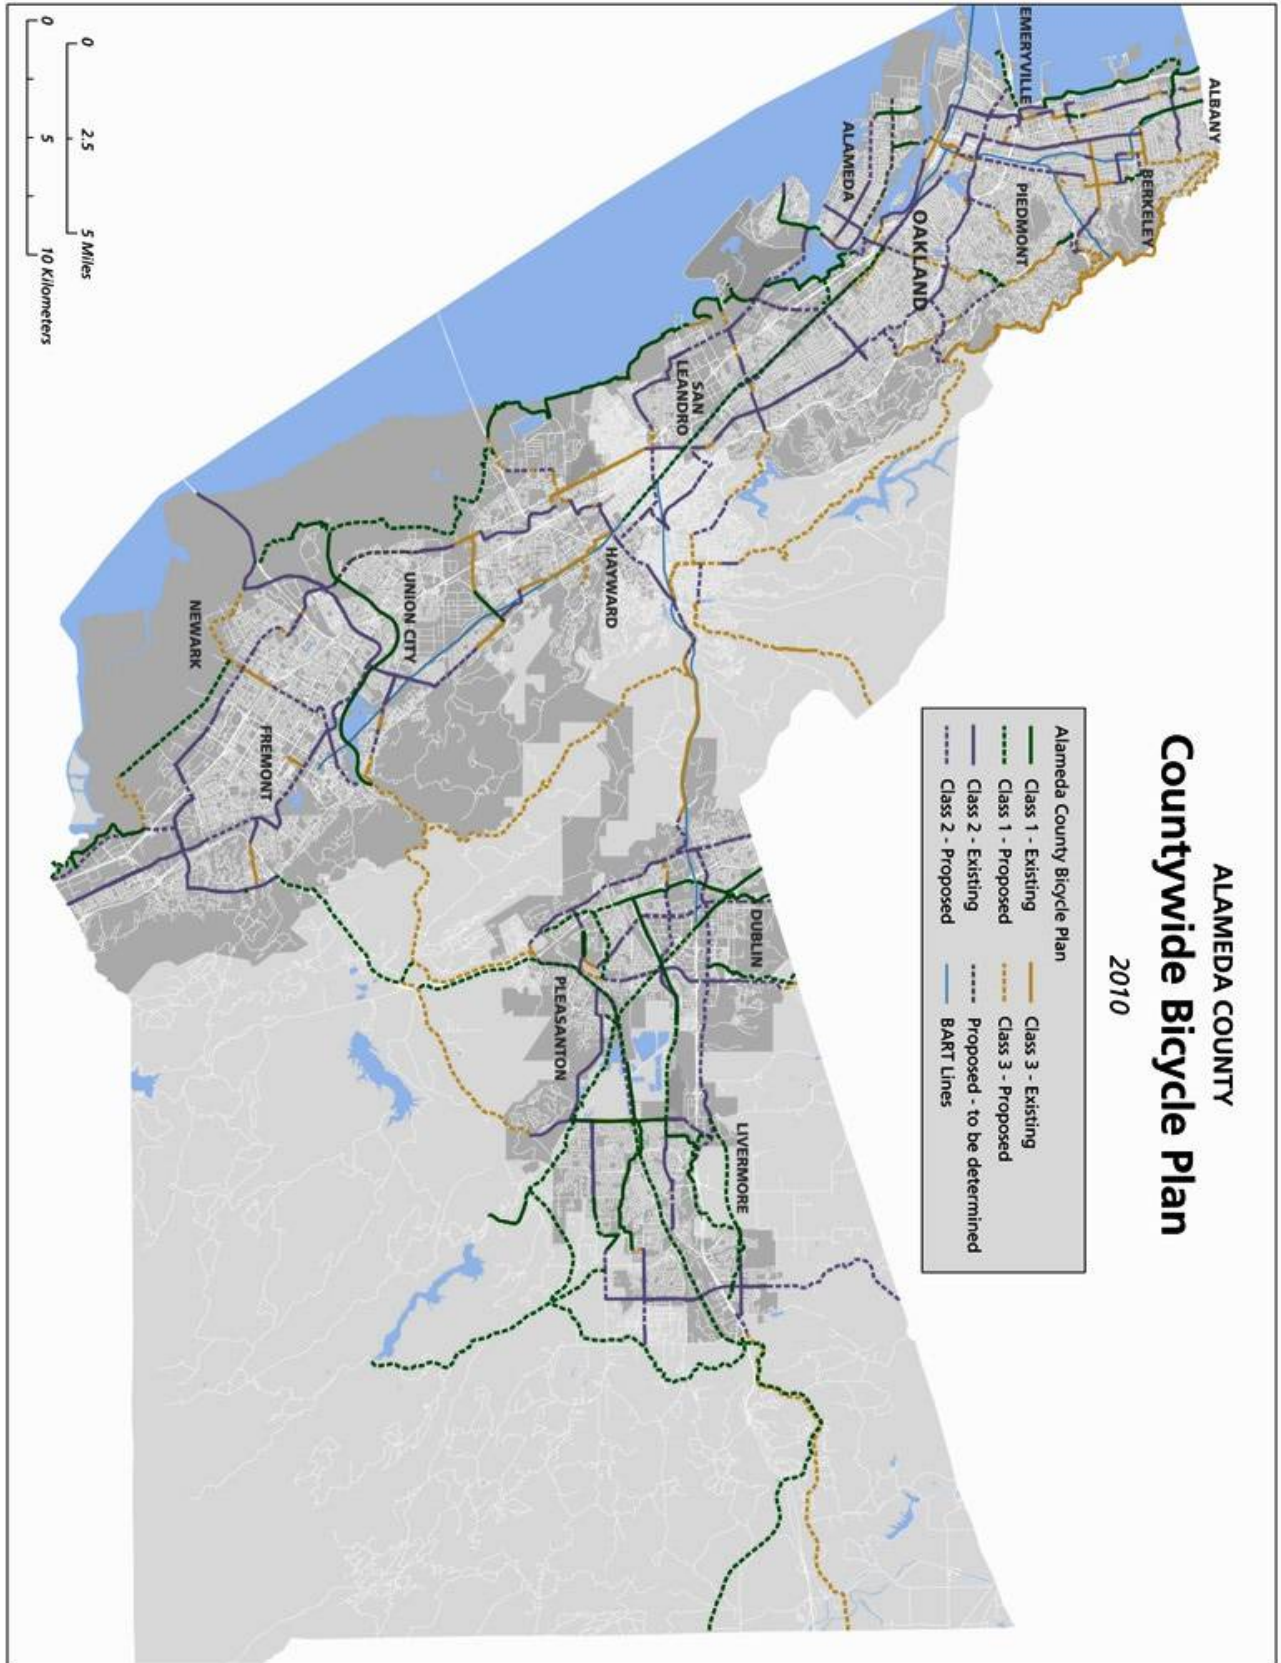 ALAMEDA COUNTY
Countywide Bicycle Plan
2010
Alameda County Bicycle Plan
Class 1 - Existing
Class 1 - Proposed
Class 2 - Existing
Class 2 - Proposed
Class 3 - Existing
Class 3 - Proposed
Proposed - to be determined
BART Lines
ALBANY
BERKELEY
EMERYVILLE
PIEDMONT
OAKLAND
ALAMEDA
SAN
LEANDRO
HAYWARD
UNION CITY
NEWARK
FREMONT
DUBLIN
PLEASANTON
LIVERMORE
0 2.5 5 Miles
0 5 10 Kilometers